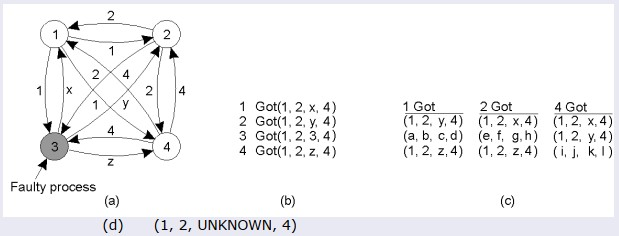 2
1
2
1
1
x
2
4
2
4
1
y
3
4
4
z
Faulty process
(a)
1 Got(1, 2, x, 4)
2 Got(1, 2, y, 4)
3 Got(1, 2, 3, 4)
4 Got(1, 2, z, 4)
(b)
1 Got 2 Got 4 Got
(1, 2, y, 4) (1, 2, x, 4) (1, 2, x, 4)
(a, b, c, d) (e, f, g, h) (1, 2, y, 4)
(1, 2, z, 4) (1, 2, z, 4) (i, j, k, l)
(c)
(d) (1, 2, UNKNOWN, 4)